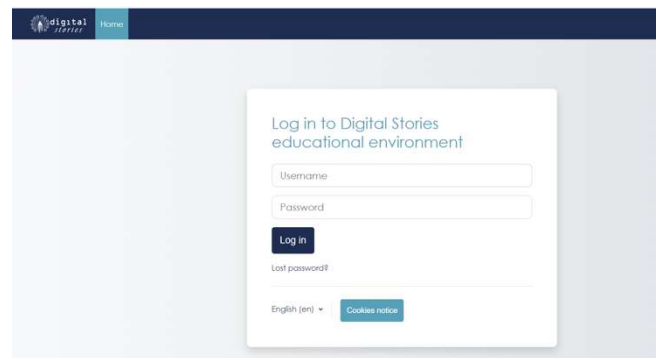 digital
stories
Home
Log in to Digital Stories
educational environment
Username
Password
Log in
Lost password?
English (en)
Cookies notice